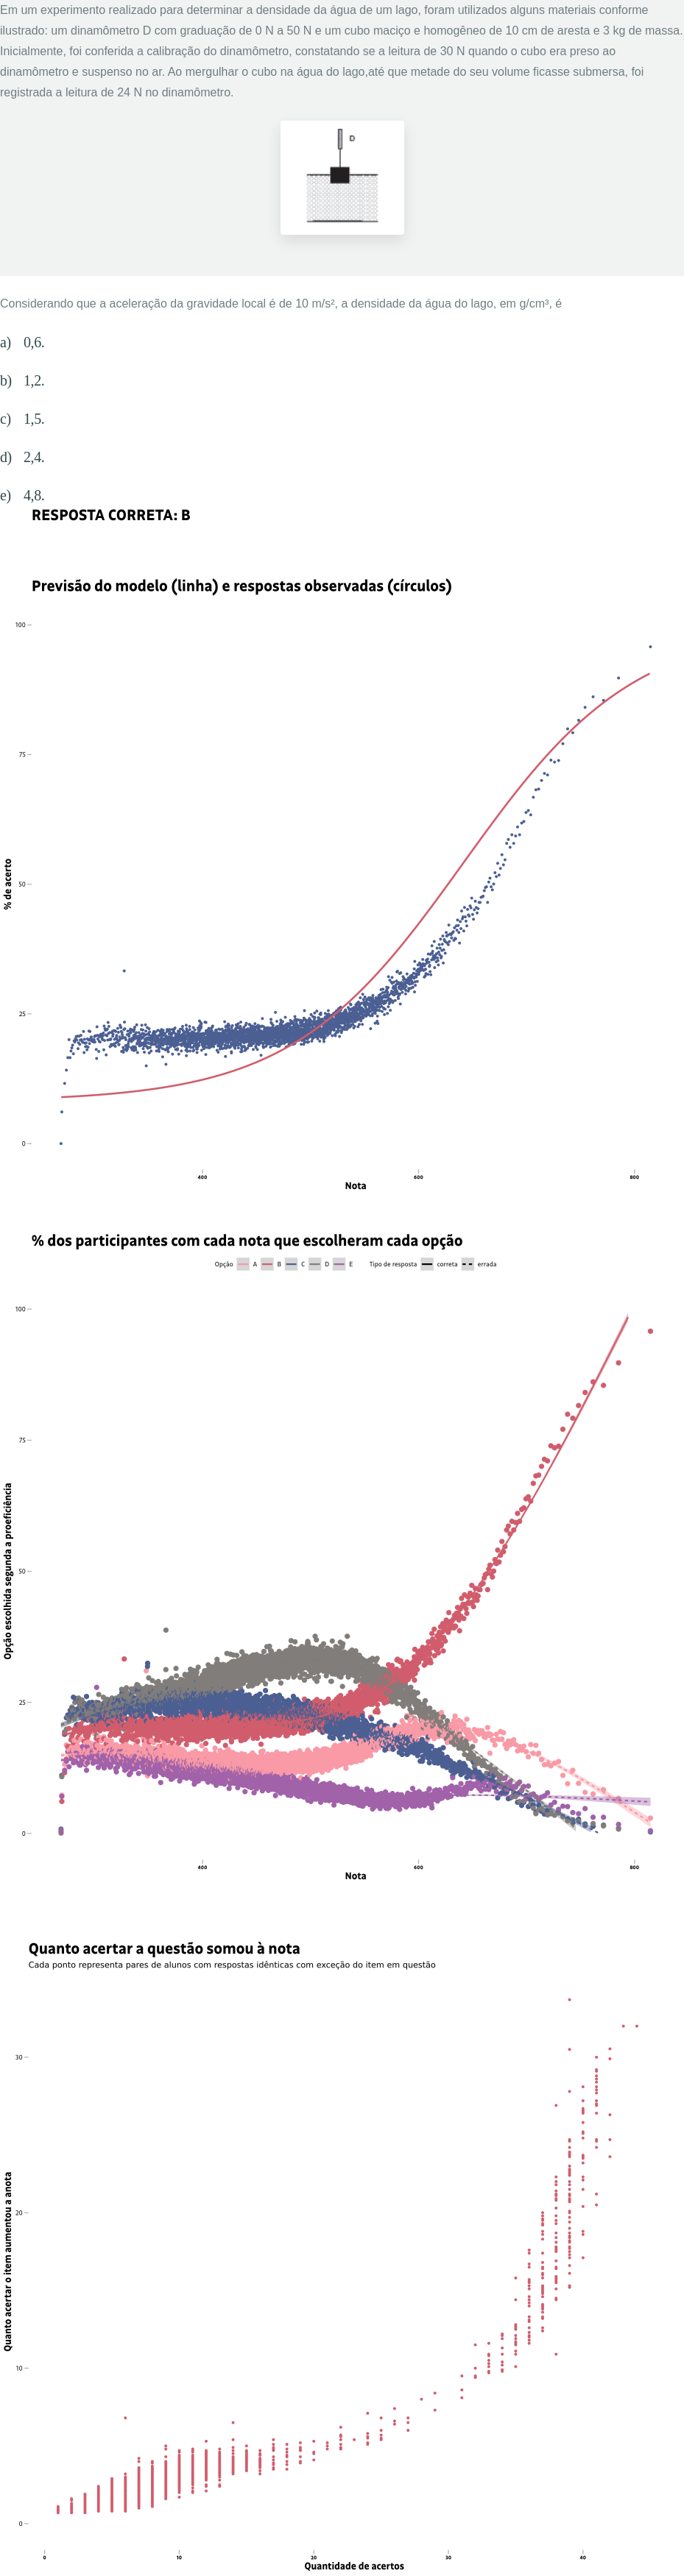 Em um experimento realizado para determinar a densidade da água de um lago, foram utilizados alguns materiais conforme
ilustrado: um dinamômetro D com graduação de 0 N a 50 N e um cubo maciço e homogêneo de 10 cm de aresta e 3 kg de massa.
Inicialmente, foi conferida a calibração do dinamômetro, constatando se a leitura de 30 N quando o cubo era preso ao
dinamômetro e suspenso no ar. Ao mergulhar o cubo na água do lago,até que metade do seu volume ficasse submersa, foi
registrada a leitura de 24 N no dinamômetro.
D
Considerando que a aceleração da gravidade local é de 10 m/s², a densidade da água do lago, em g/cm³, é
a) 0,6.
b) 1,2.
c) 1,5.
d) 2,4.
e) 4,8.
RESPOSTA CORRETA: B
Previsão do modelo (linha) e respostas observadas (círculos)
100
75
50
25
0
% de acerto
400 600 800
Nota
% dos participantes com cada nota que escolheram cada opção
Opção A B C D E Tipo de resposta correta errada
100
75
50
25
0
Opção escolhida segunda a proeficiência
400 600 800
Nota
Quanto acertar a questão somou à nota
Cada ponto representa pares de alunos com respostas idênticas com exceção do item em questão
30
20
10
0
Quanto acertar o item aumentou a anota
0 10 20 30 40
Quantidade de acertos